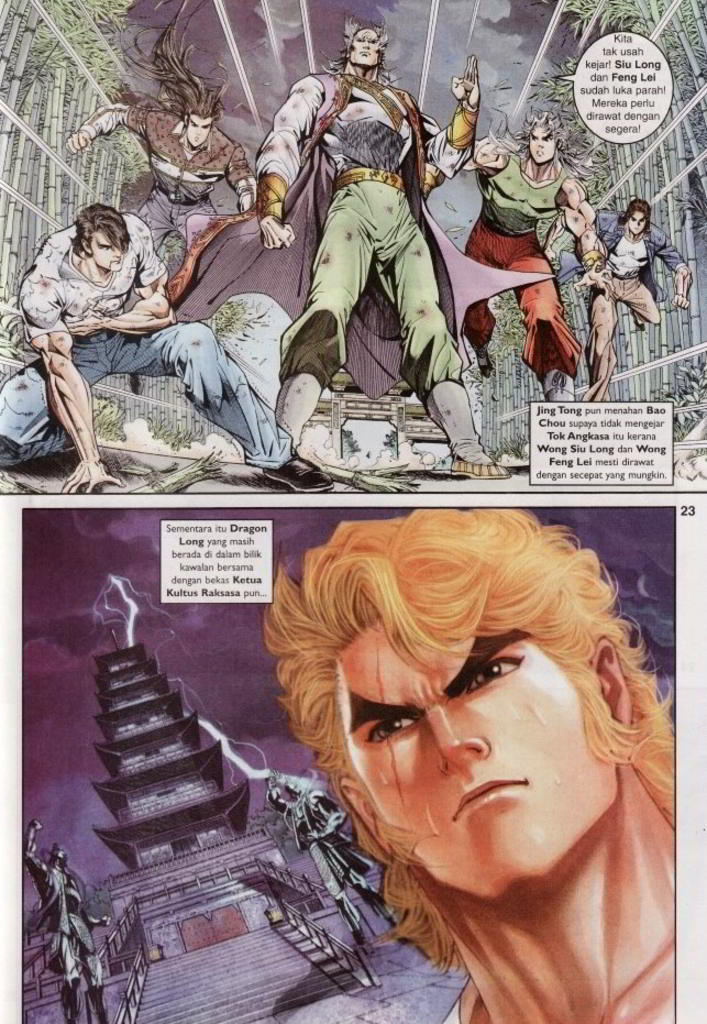 Kita
tak usah
kejar! Siu Long
dan Feng Lei
sudah luka parah!
Mereka perlu
dirawat dengan
segera!
Jing Tong pun menahan Bao
Chou supaya tidak mengejar
Tok Angkasa itu kerana
Wong Siu Long dan Wong
Feng Lei mesti dirawat
dengan secepat yang mungkin.
23
Sementara itu Dragon
Long yang masih
berada di dalam bilik
kawalan bersama
dengan bekas Ketua
Kultus Raksasa pun...